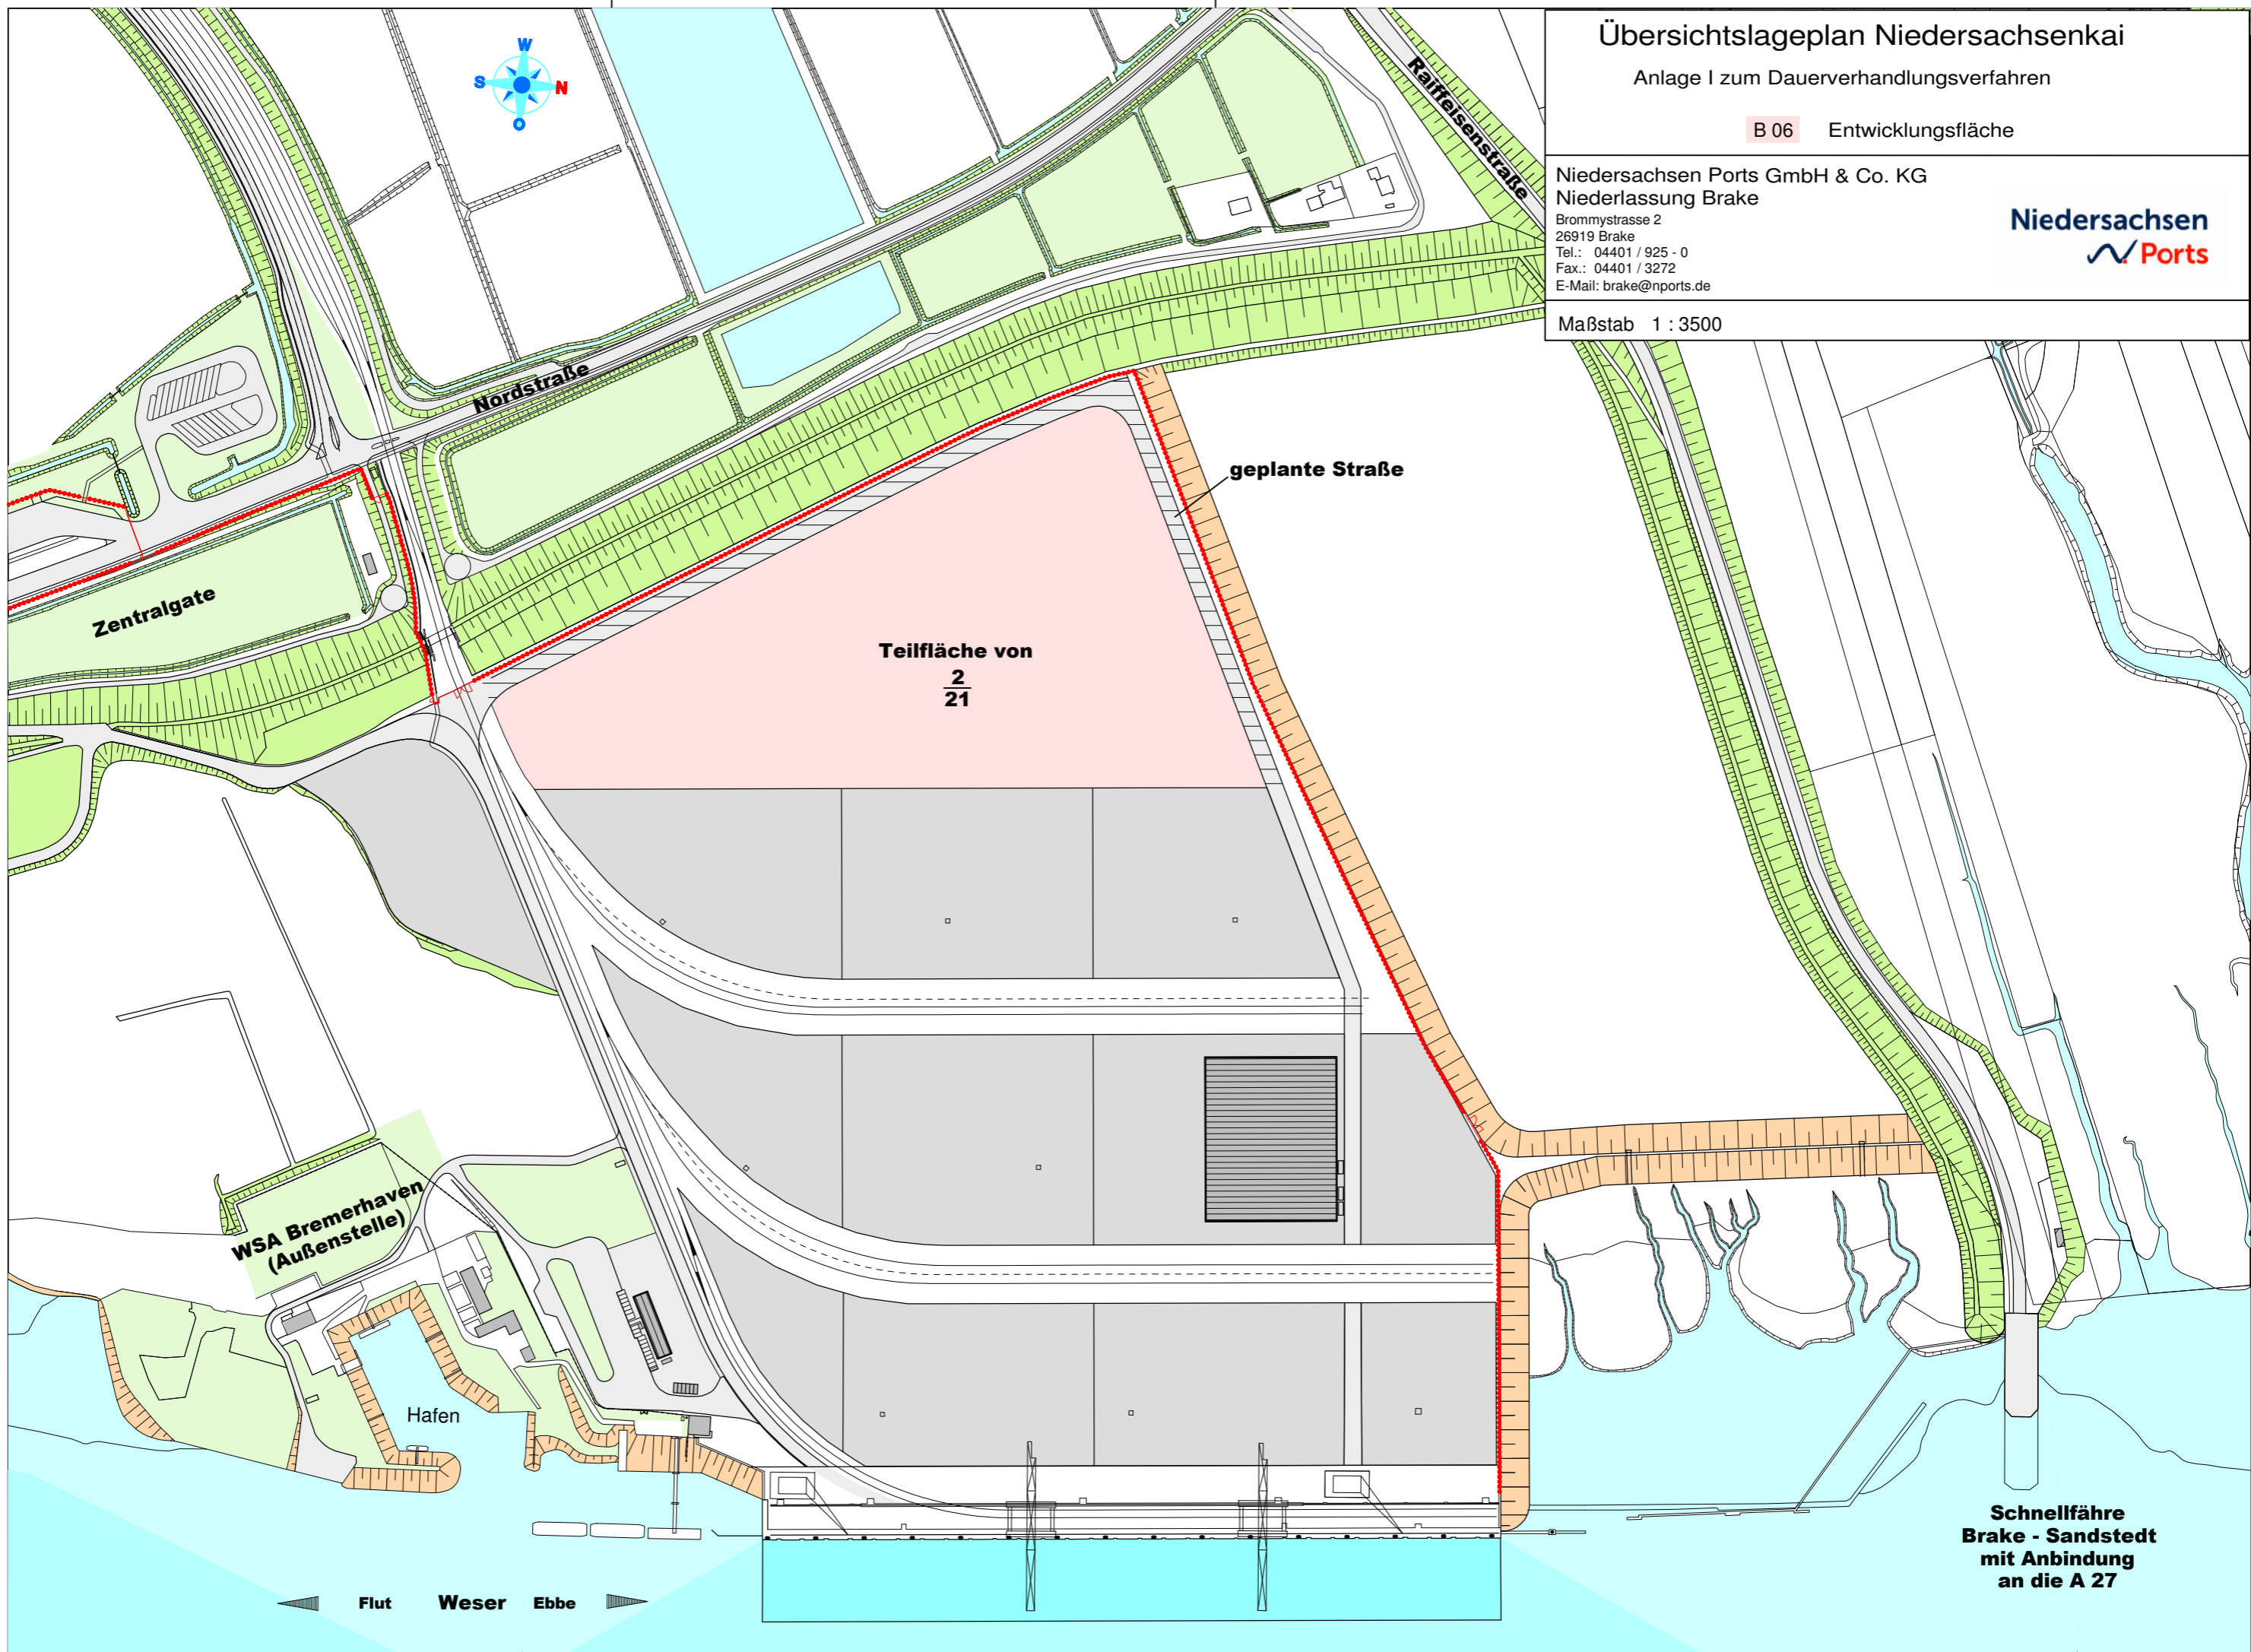 Übersichtslageplan Niedersachsenkai
Anlage I zum Dauerverhandlungsverfahren
B 06 Entwicklungsfläche
Niedersachsen Ports GmbH & Co. KG
Niederlassung Brake
Brommystrasse 2
26919 Brake
Tel.: 04401 / 925 - 0
Fax.: 04401 / 3272
E-Mail: brake@nports.de
Niedersachsen
Ports
Maßstab 1 : 3500
W
S
N
O
Raiffeisenstraße
Nordstraße
geplante Straße
Zentralgate
Teilfläche von
2
21
WSA Bremerhaven
(Außenstelle)
Hafen
Schnellfähre
Brake - Sandstedt
mit Anbindung
an die A 27
Flut Weser Ebbe